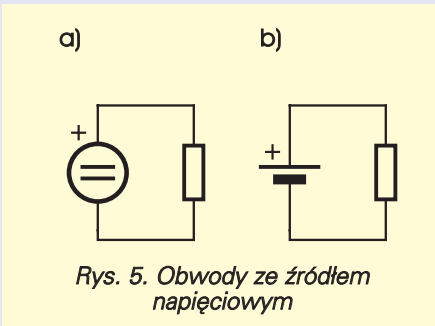 a) b)
+ +
Rys. 5. Obwody ze źródłem
napięciowym